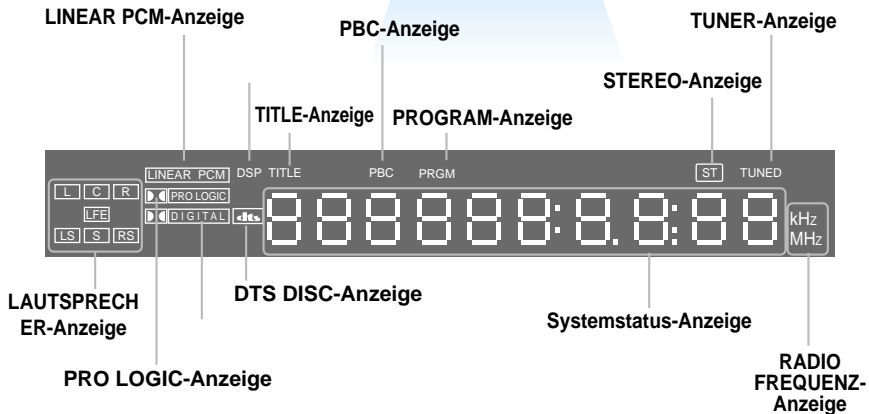 LINEAR PCM-Anzeige
PBC-Anzeige
TUNER-Anzeige
STEREO-Anzeige
TITLE-Anzeige
PROGRAM-Anzeige
LINEAR PCM DSP TITLE PBC PRGM ST TUNED
L C R
PRO LOGIC
LFE
DIGITAL dts
LS S RS
kHz
MHz
DTS DISC-Anzeige
LAUTSPRECH
ER-Anzeige
Systemstatus-Anzeige
PRO LOGIC-Anzeige
RADIO
FREQUENZ-
Anzeige